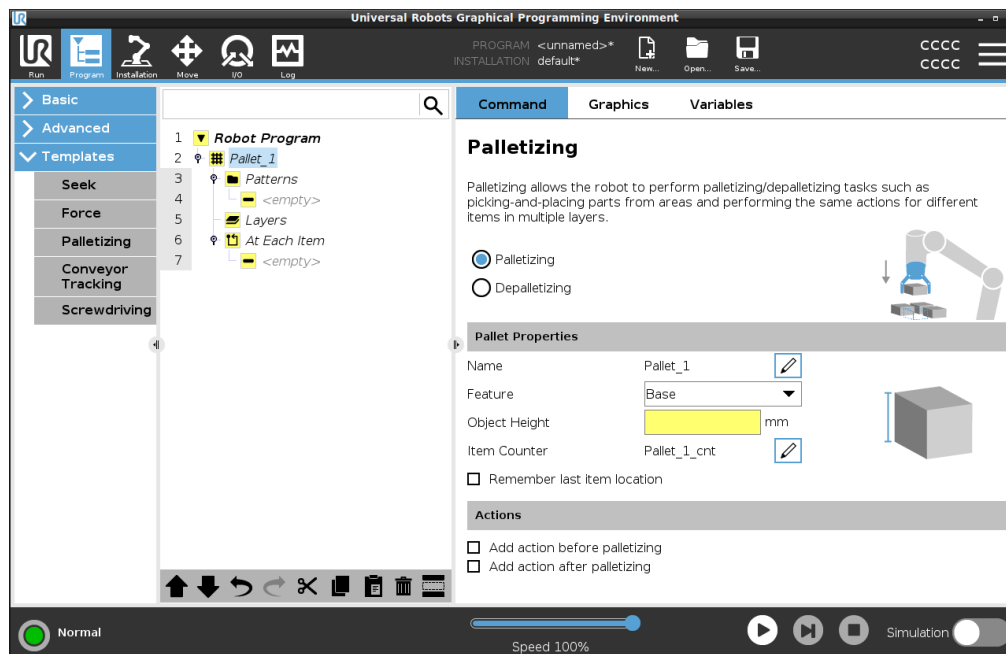 UR
Universal Robots Graphical Programming Environment
UR
Run
Program
Installation
Move
I/O
Log
PROGRAM <unnamed>*
INSTALLATION default*
New...
Open...
Save...
CCCC
CCCC
Basic
Advanced
Templates
Seek
Force
Palletizing
Conveyor
Tracking
Screwdriving
1 Robot Program
2 Pallet_1
3 Patterns
4 <empty>
5 Layers
6 At Each Item
7 <empty>
Command Graphics Variables
Palletizing
Palletizing allows the robot to perform palletizing/depalletizing tasks such as
picking-and-placing parts from areas and performing the same actions for different
items in multiple layers.
Palletizing
Depalletizing
Pallet Properties
Name Pallet_1
Feature Base
Object Height mm
Item Counter Pallet_1_cnt
Remember last item location
Actions
Add action before palletizing
Add action after palletizing
Normal
Speed 100%
Simulation